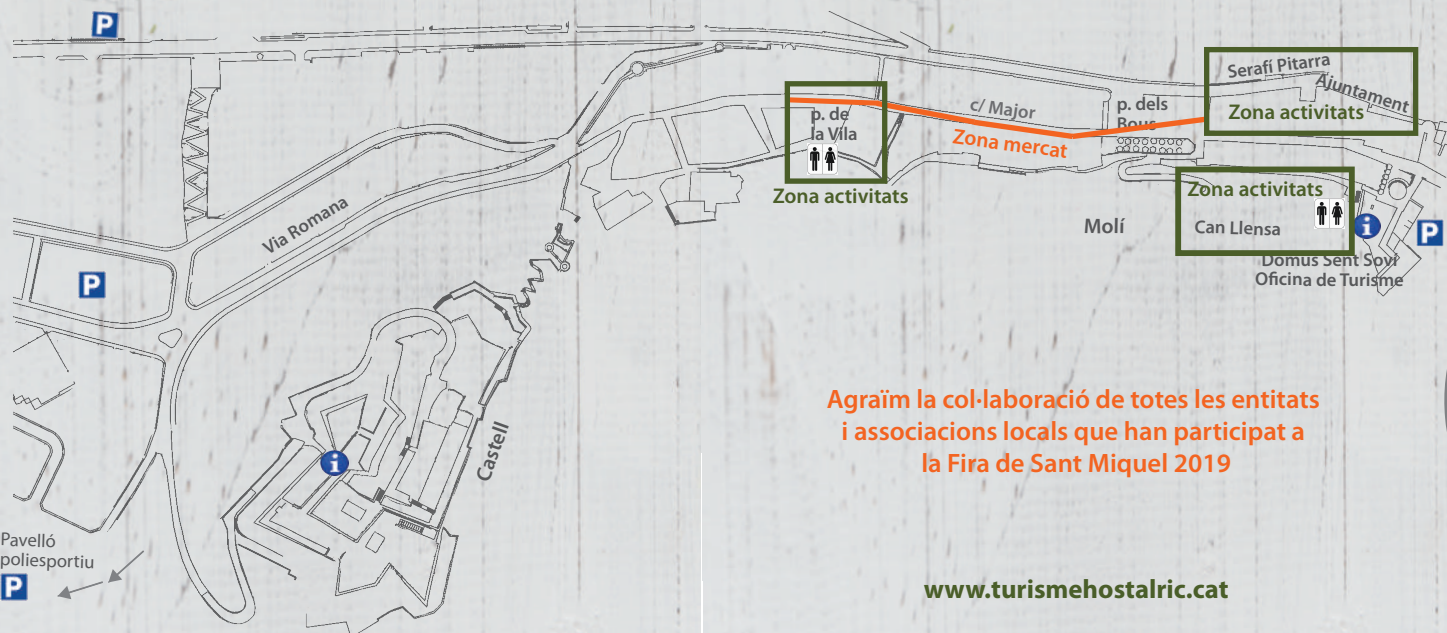 P
Serafí Pitarra
Ajuntament
Zona activitats
c/ Major
p. dels
Bous
p. de
la Vila
Zona mercat
Zona activitats
Zona activitats
Can Llensa
Molí
i
P
Domus Sent Soví
Oficina de Turisme
Via Romana
P
Castell
i
Agraïm la col·laboració de totes les entitats
i associacions locals que han participat a
la Fira de Sant Miquel 2019
Pavelló
poliesportiu
P
www.turismehostalric.cat